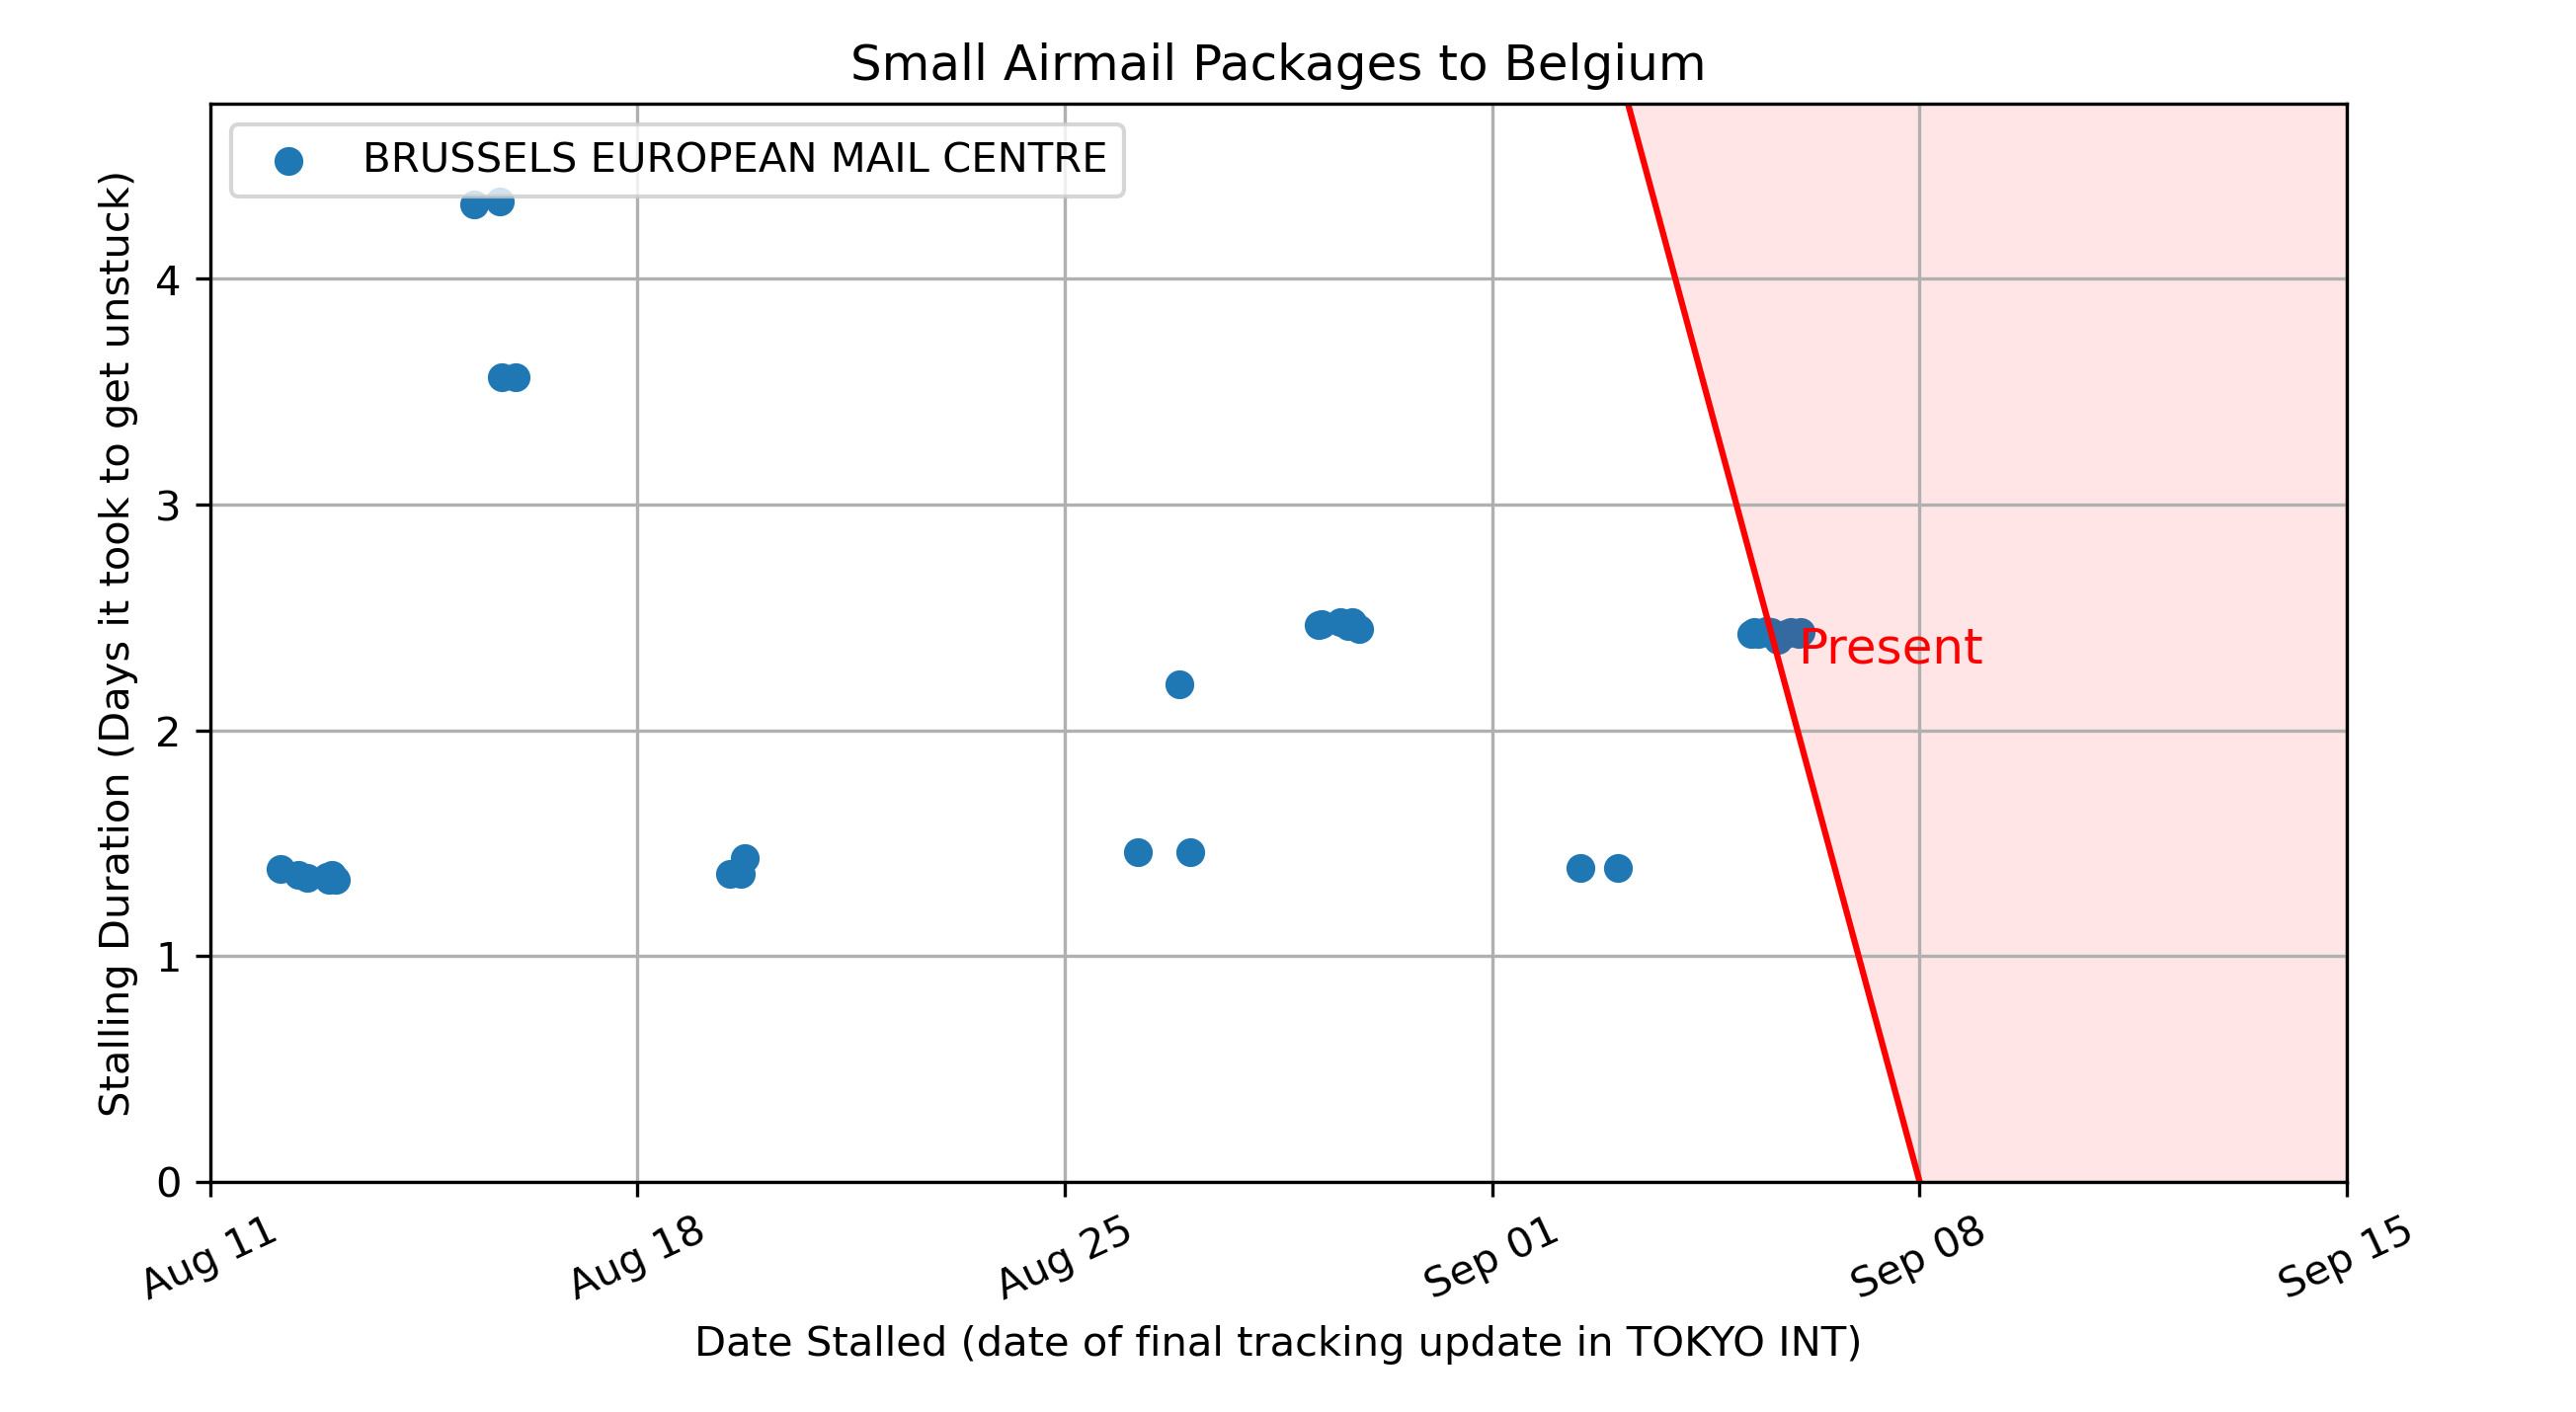 Small Airmail Packages to Belgium
BRUSSELS EUROPEAN MAIL CENTRE
Stalling Duration (Days it took to get unstuck)
4
3
2
1
0
Present
Aug 11
Aug 18
Aug 25
Sep 01
Sep 08
Sep 15
Date Stalled (date of final tracking update in TOKYO INT)